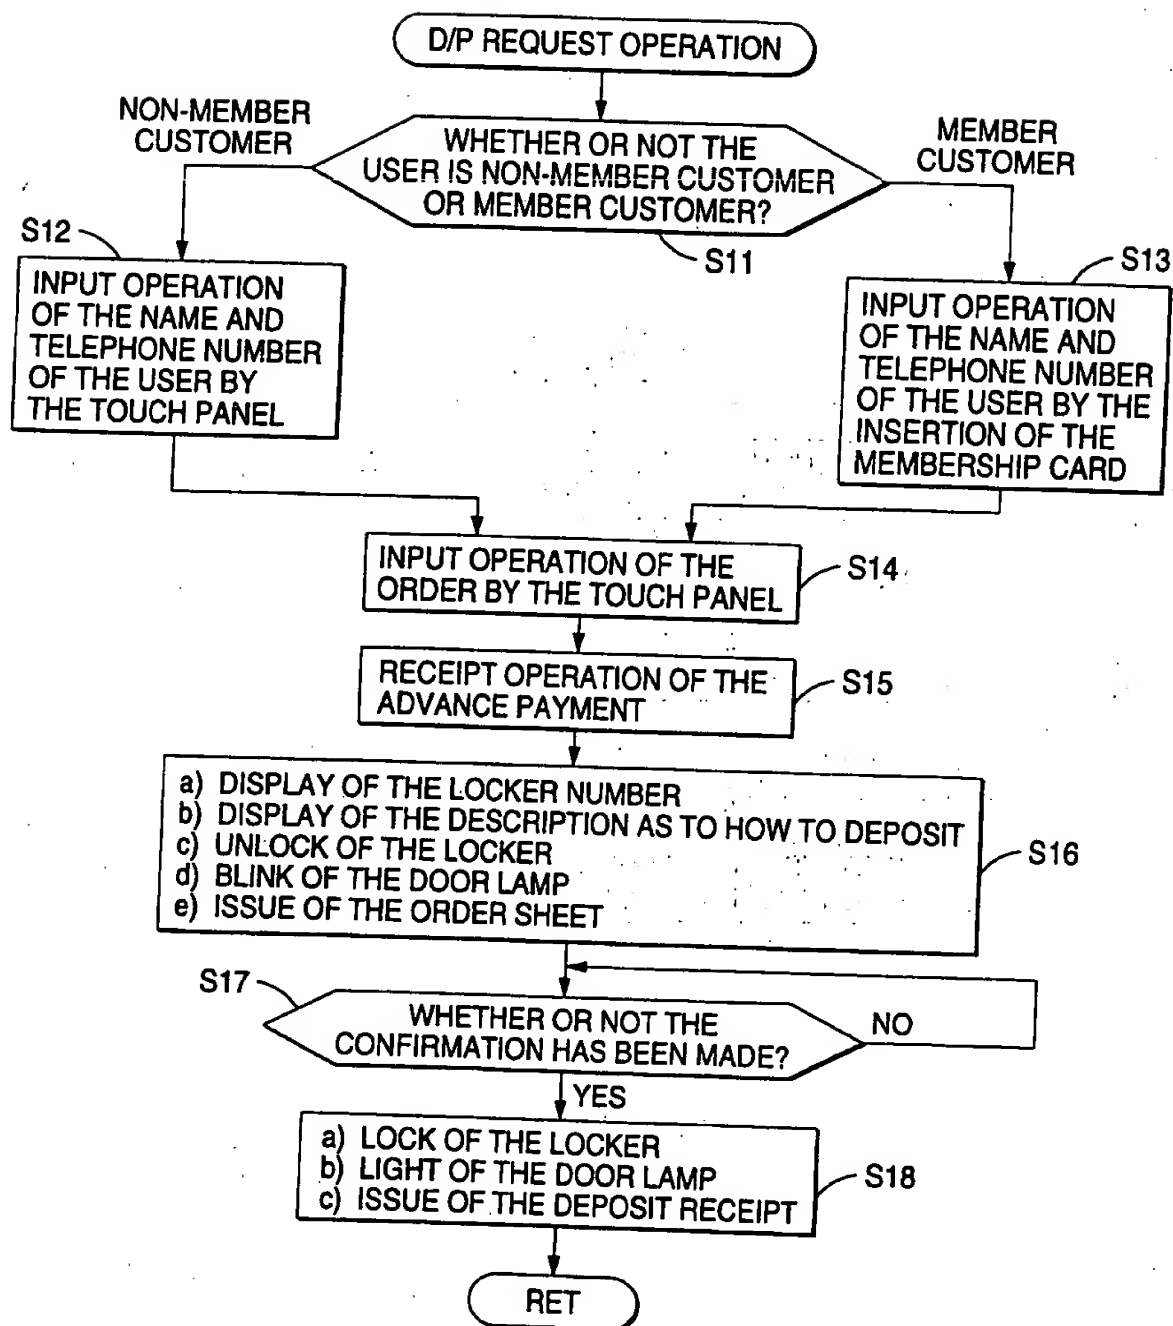 D/P REQUEST OPERATION
NON-MEMBER
CUSTOMER
WHETHER OR NOT THE
USER IS NON-MEMBER CUSTOMER
OR MEMBER CUSTOMER?
MEMBER
CUSTOMER
S11
S12
INPUT OPERATION
OF THE NAME AND
TELEPHONE NUMBER
OF THE USER BY
THE TOUCH PANEL
S13
INPUT OPERATION
OF THE NAME AND
TELEPHONE NUMBER
OF THE USER BY THE
INSERTION OF THE
MEMBERSHIP CARD
INPUT OPERATION OF THE
ORDER BY THE TOUCH PANEL
S14
RECEIPT OPERATION OF THE
ADVANCE PAYMENT
S15
a) DISPLAY OF THE LOCKER NUMBER
b) DISPLAY OF THE DESCRIPTION AS TO HOW TO DEPOSIT
c) UNLOCK OF THE LOCKER
d) BLINK OF THE DOOR LAMP
e) ISSUE OF THE ORDER SHEET
S16
S17
WHETHER OR NOT THE
CONFIRMATION HAS BEEN MADE?
NO
YES
a) LOCK OF THE LOCKER
b) LIGHT OF THE DOOR LAMP
c) ISSUE OF THE DEPOSIT RECEIPT
S18
RET